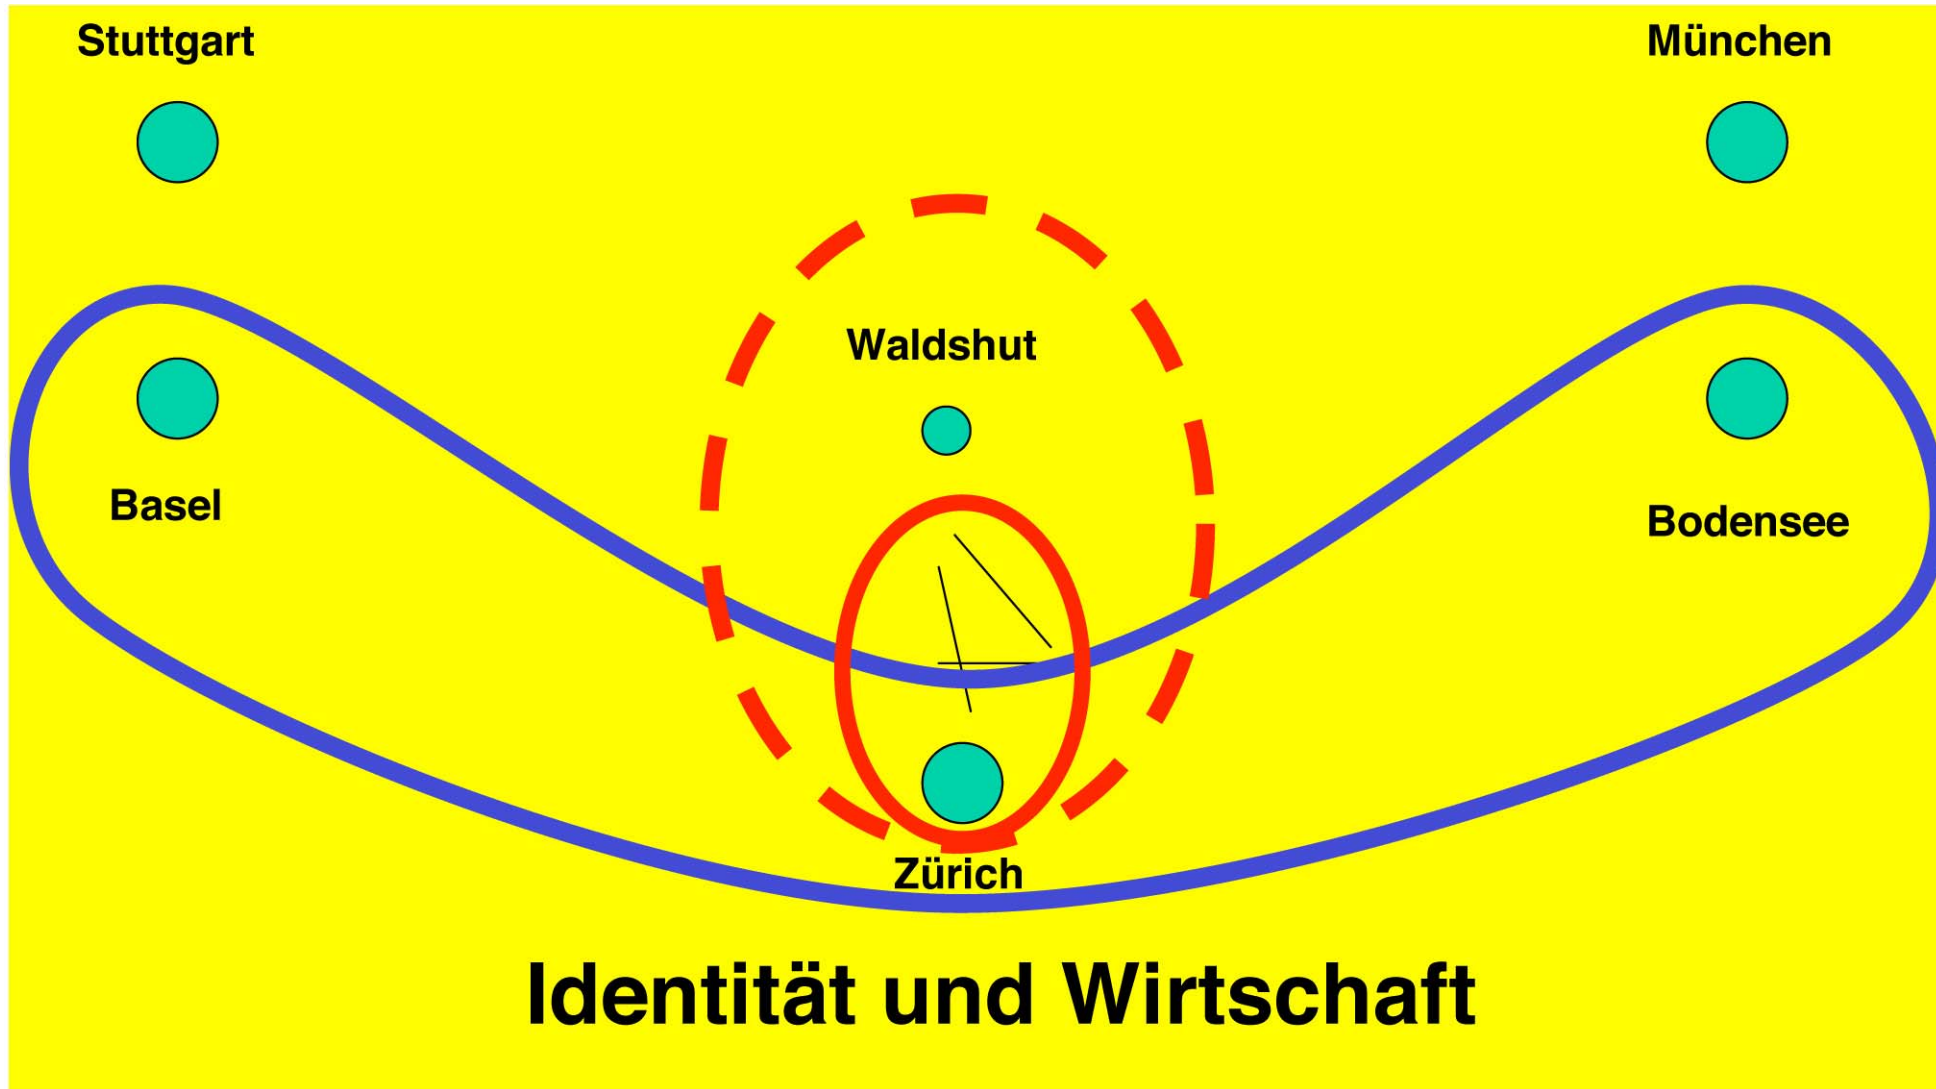 Stuttgart
München
Waldshut
Basel
Bodensee
Zürich
Identität und Wirtschaft